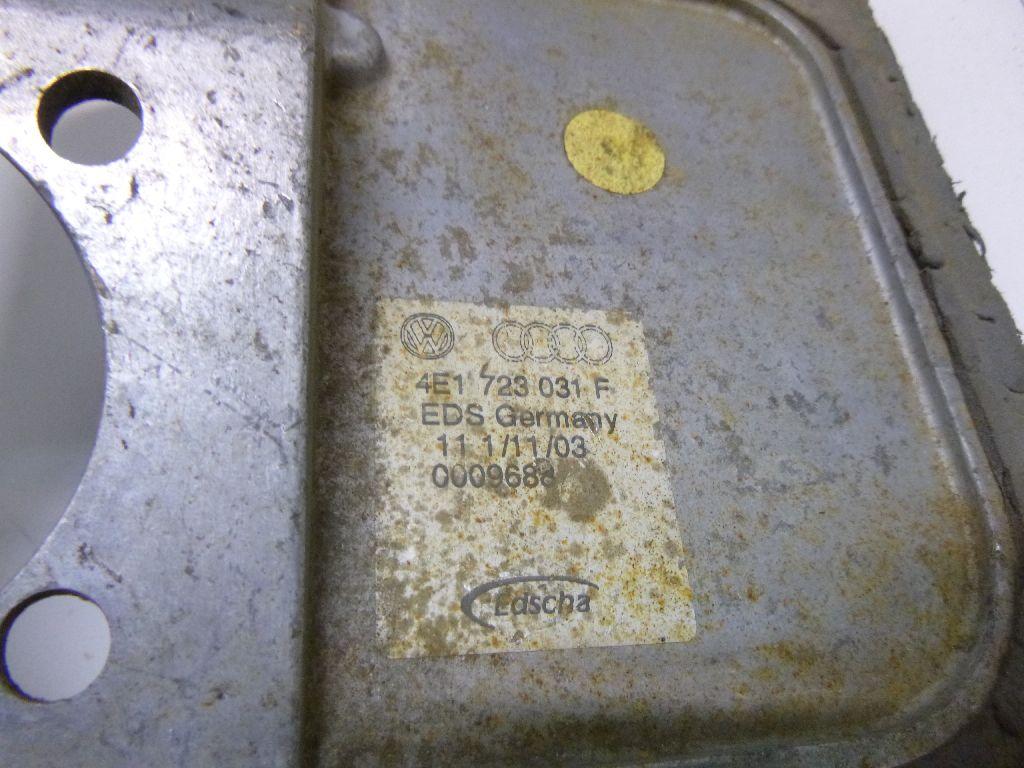 4E1 723 031 F
EDS Germany
11 1/11/03
0009688
Edscha